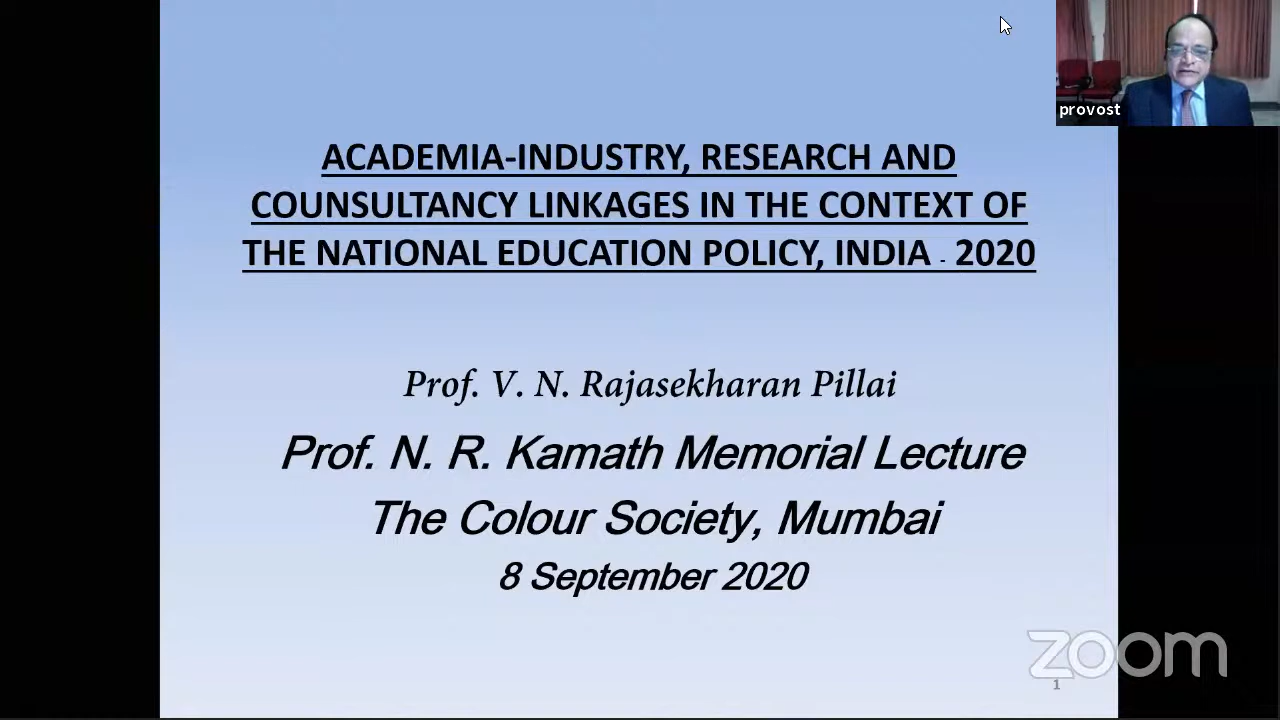 provost
ACADEMIA-INDUSTRY, RESEARCH AND
COUNSULTANCY LINKAGES IN THE CONTEXT OF
THE NATIONAL EDUCATION POLICY, INDIA - 2020
Prof. V. N. Rajasekharan Pillai
Prof. N. R. Kamath Memorial Lecture
The Colour Society, Mumbai
8 September 2020
zoom
1